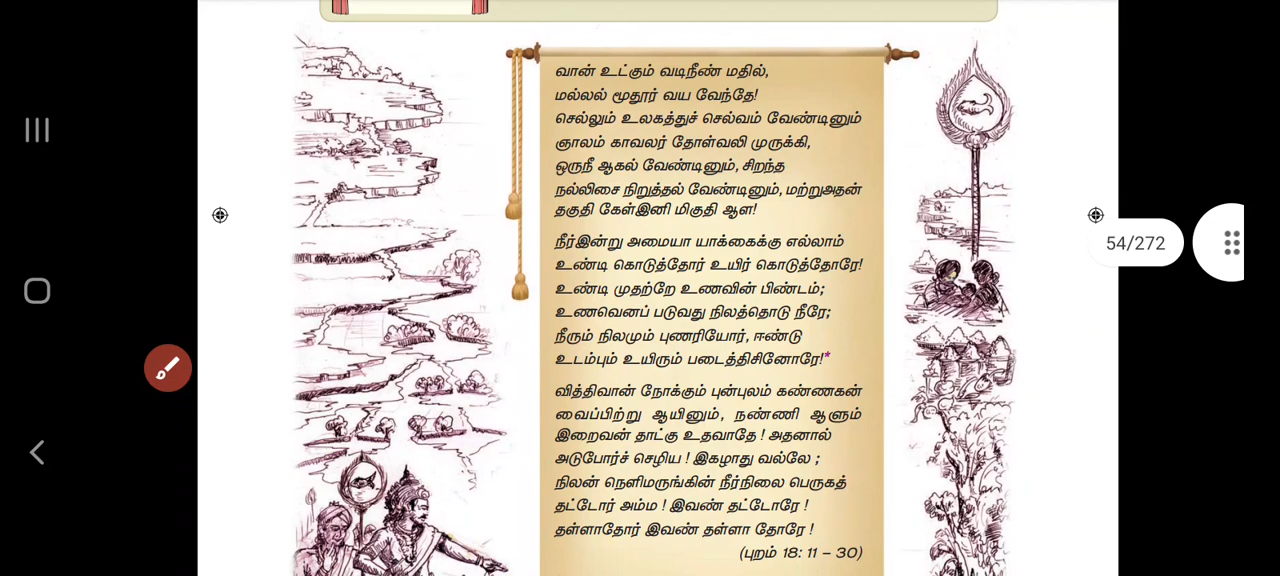 வான் உட்கும் வடிநீண் மதில்,
மல்லல் மூதூர் வய வேந்தே!
செல்லும் உலகத்துச் செல்வம் வேண்டினும்
ஞாலம் காவலர் தோள்வலி முருக்கி,
ஒருநீ ஆகல் வேண்டினும், சிறந்த
நல்லிசை நிறுத்தல் வேண்டினும், மற்றுஅதன்
தகுதி கேள்இனி மிகுதி ஆள!
நீர்இன்று அமையா யாக்கைக்கு எல்லாம்
உண்டி கொடுத்தோர் உயிர் கொடுத்தோரே!
உண்டி முதற்றே உணவின் பிண்டம்;
உணவெனப் படுவது நிலத்தொடு நீரே;
நீரும் நிலமும் புணரியோர், ஈண்டு
உடம்பும் உயிரும் படைத்திசினோரே!*
வித்திவான் நோக்கும் புன்புலம் கண்ணகன்
வைப்பிற்று ஆயினும், நண்ணி ஆளும்
இறைவன் தாட்கு உதவாதே ! அதனால்
அடுபோர்ச் செழிய ! இகழாது வல்லே ;
நிலன் நெளிமருங்கின் நீர்நிலை பெருகத்
தட்டோர் அம்ம ! இவண் தட்டோரே !
தள்ளாதோர் இவண் தள்ளா தோரே !
(புறம் 18: 11 – 30)
54/272